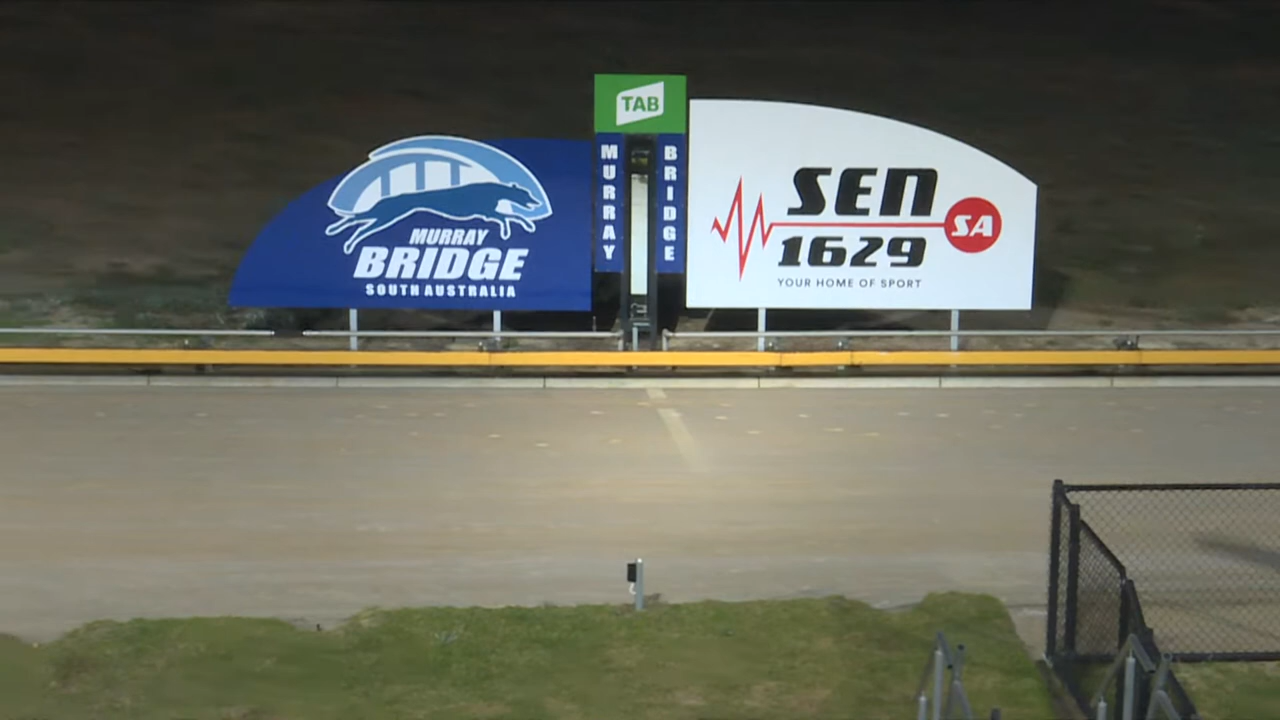 TAB
MURRAY
BRIDGE
MURRAY
BRIDGE
SOUTH AUSTRALIA
SEN
SA
1629
YOUR HOME OF SPORT